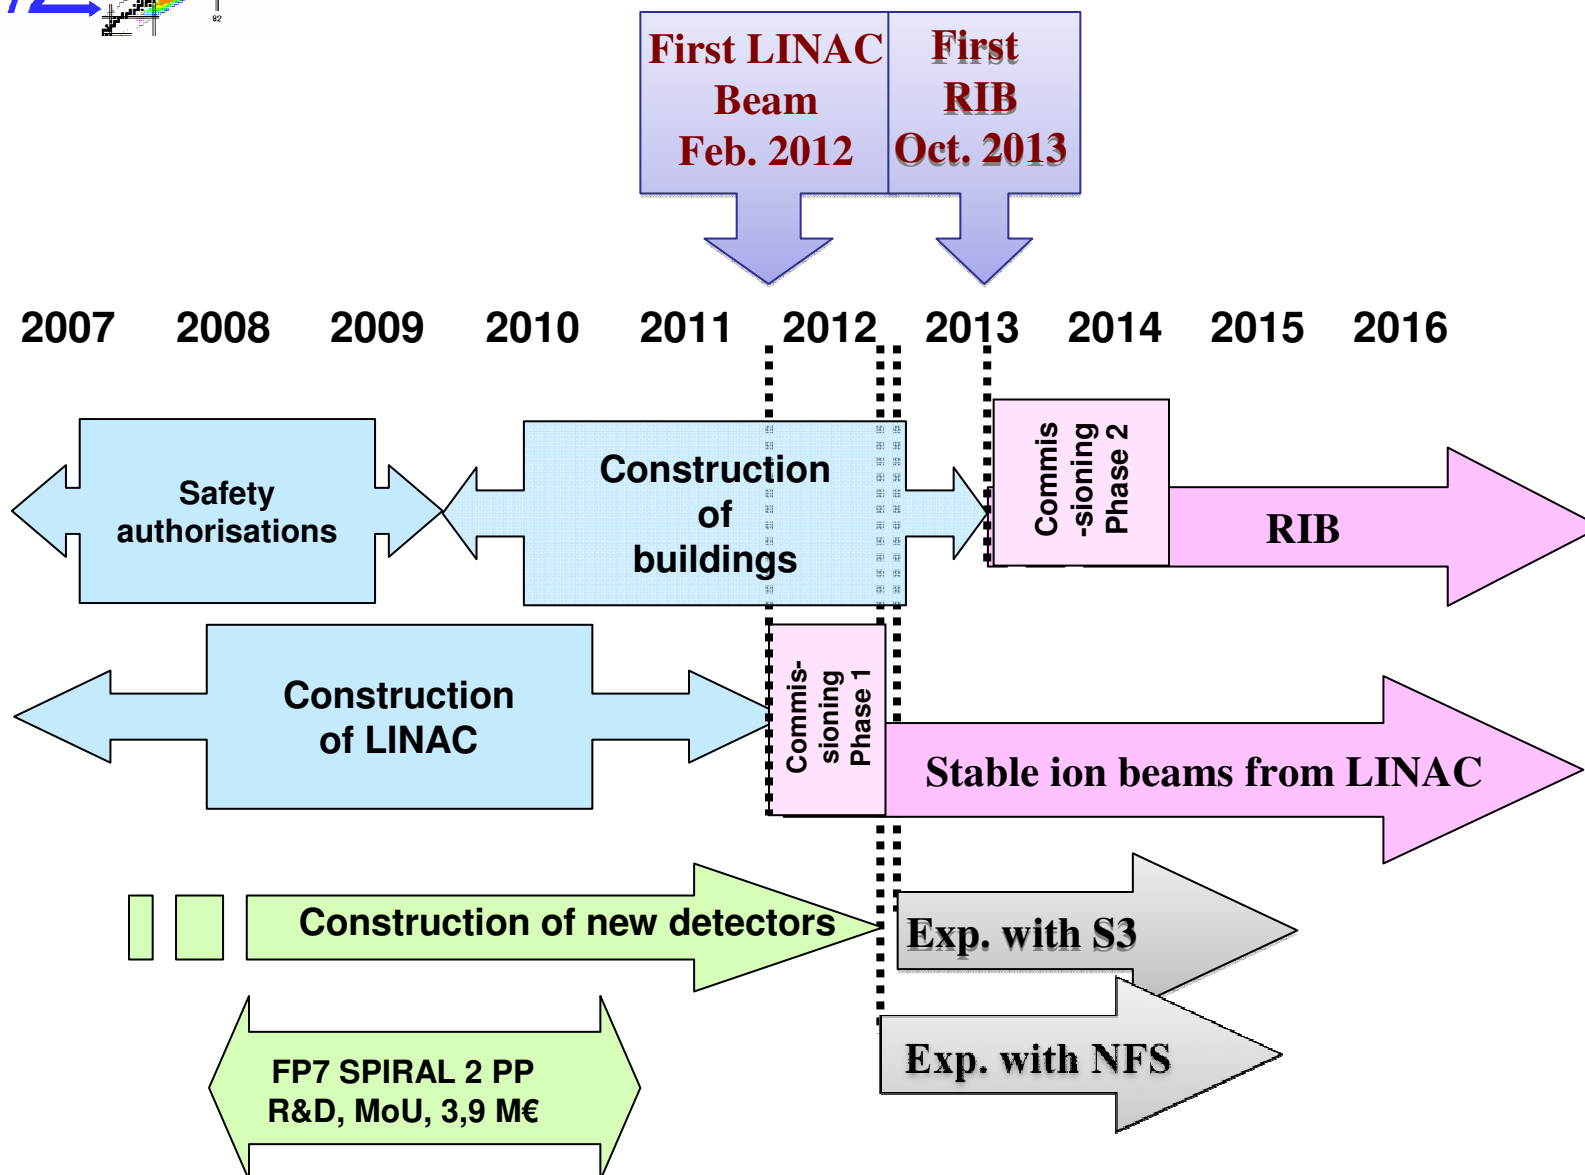 82
First LINAC
Beam
Feb. 2012
First
RIB
Oct. 2013
2007 2008 2009 2010 2011 2012 2013 2014 2015 2016
Safety
authorisations
Construction
of
buildings
Commis
-sioning
Phase 2
RIB
Construction
of LINAC
Commis-
sioning
Phase 1
Stable ion beams from LINAC
Construction of new detectors
Exp. with S3
Exp. with NFS
FP7 SPIRAL 2 PP
R&D, MoU, 3,9 M€